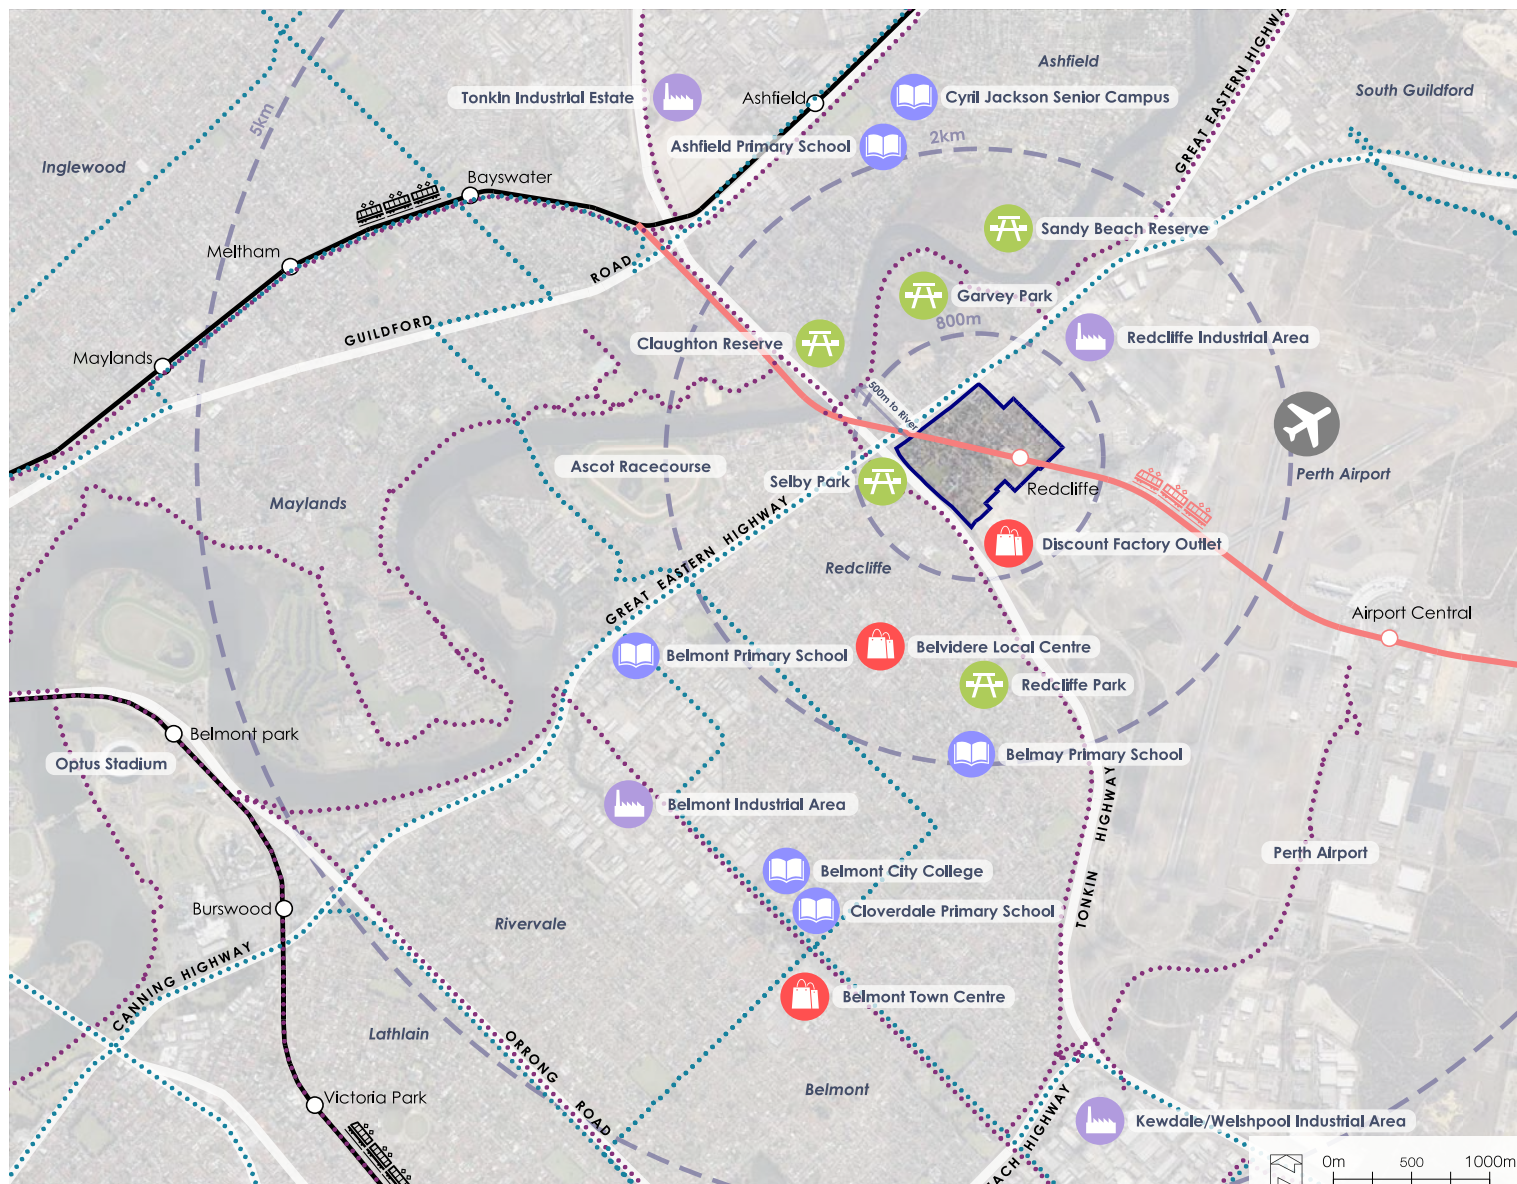 Ashfield
Tonkin Industrial Estate
Ashfield
Cyril Jackson Senior Campus
South Guildford
GREAT EASTERN HIGHWAY
5km
2km
Ashfield Primary School
Inglewood
Bayswater
Sandy Beach Reserve
Meltham
ROAD
Garvey Park
800m
GUILDFORD
Claughton Reserve
Redcliffe Industrial Area
Maylands
500m to River
Ascot Racecourse
Perth Airport
Selby Park
Redcliffe
Maylands
GREAT EASTERN HIGHWAY
Discount Factory Outlet
Redcliffe
Airport Central
Belvidere Local Centre
Belmont Primary School
Redcliffe Park
Belmont park
Belmay Primary School
Optus Stadium
Belmont Industrial Area
TONKIN HIGHWAY
Perth Airport
Belmont City College
Burswood
Cloverdale Primary School
Rivervale
CANNING HIGHWAY
Belmont Town Centre
Lathlain
ORRONG ROAD
Belmont
Victoria Park
Kewdale/Welshpool Industrial Area
ACH HIGHWAY
0m 500 1000m